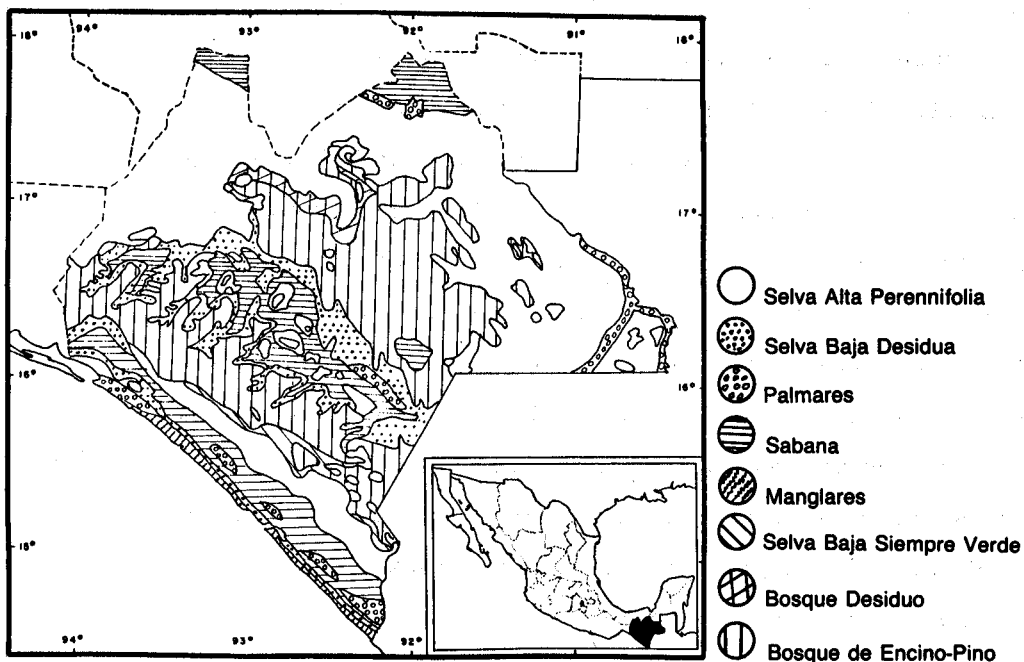 18° 94° 93° 92° 91° 18°
17° 17°
16° 16°
15°
94° 93° 92°
Selva Alta Perennifolia
Selva Baja Desidua
Palmares
Sabana
Manglares
Selva Baja Siempre Verde
Bosque Desiduo
Bosque de Encino-Pino